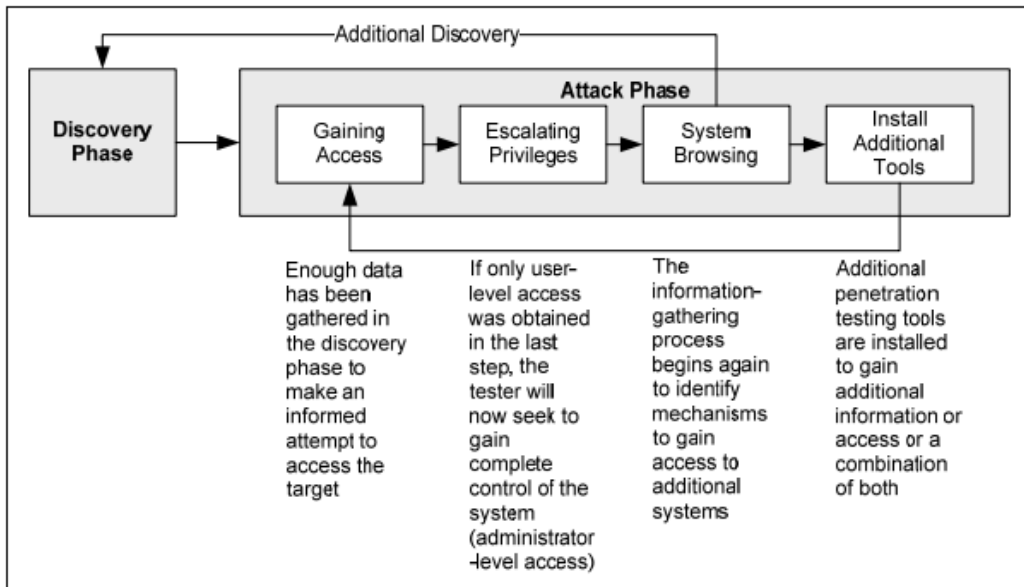 Additional Discovery
Discovery
Phase
Attack Phase
Gaining
Access
Escalating
Privileges
System
Browsing
Install
Additional
Tools
Enough data
has been
gathered in
the discovery
phase to
make an
informed
attempt to
access the
target
If only user-
level access
was obtained
in the last
step, the
tester will
now seek to
gain
complete
control of the
system
(administrator
-level access)
The
information-
gathering
process
begins again
to identify
mechanisms
to gain
access to
additional
systems
Additional
penetration
testing tools
are installed
to gain
additional
information or
access or a
combination
of both